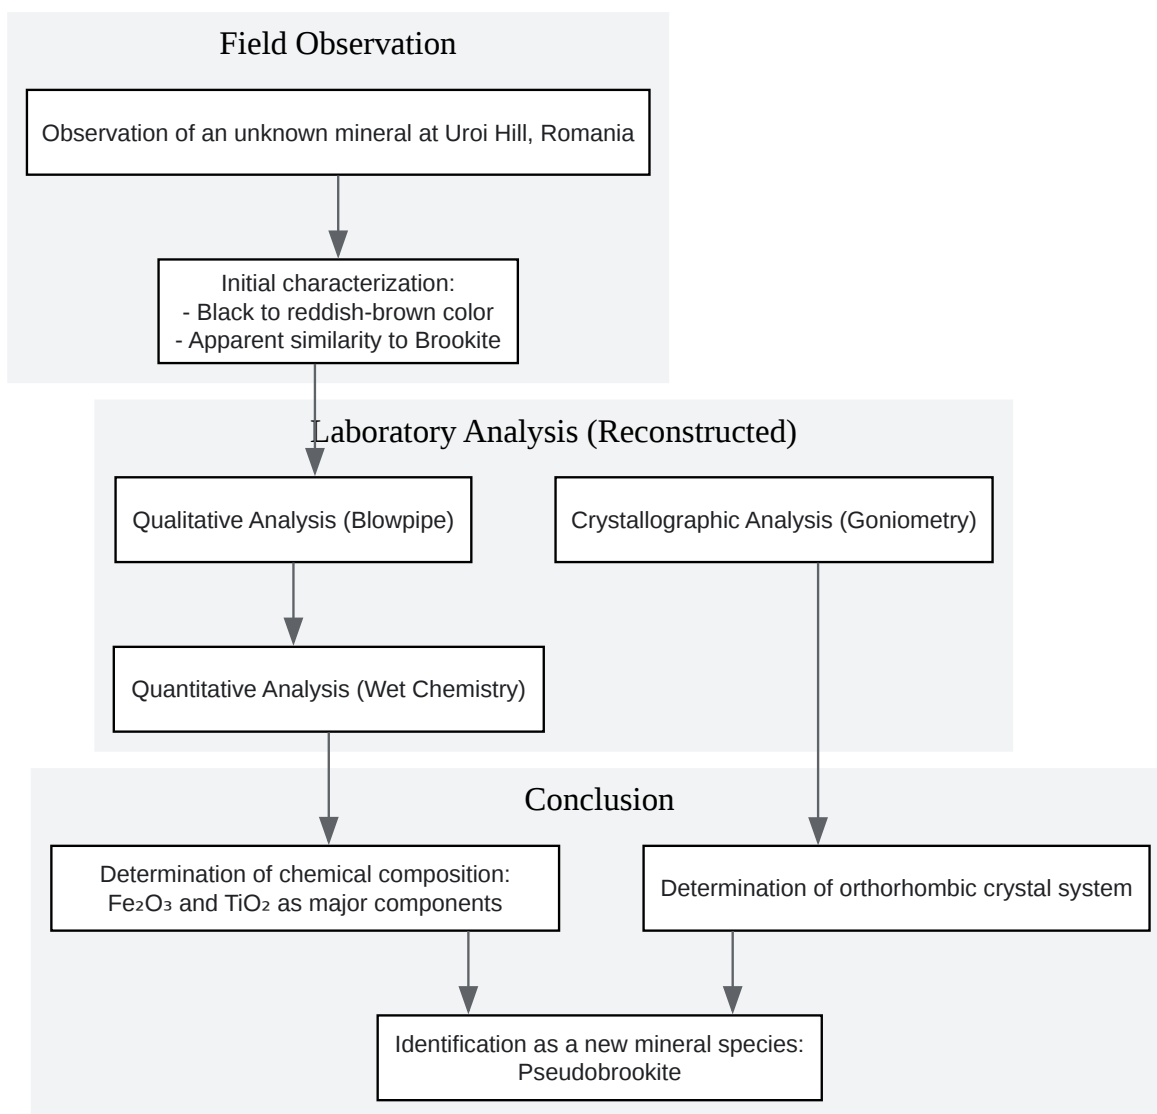 Field Observation
Observation of an unknown mineral at Uroi Hill, Romania
Initial characterization:
- Black to reddish-brown color
- Apparent similarity to Brookite
Laboratory Analysis (Reconstructed)
Qualitative Analysis (Blowpipe)
Crystallographic Analysis (Goniometry)
Quantitative Analysis (Wet Chemistry)
Conclusion
Determination of chemical composition:
Fe₂O₃ and TiO₂ as major components
Determination of orthorhombic crystal system
Identification as a new mineral species:
Pseudobrookite